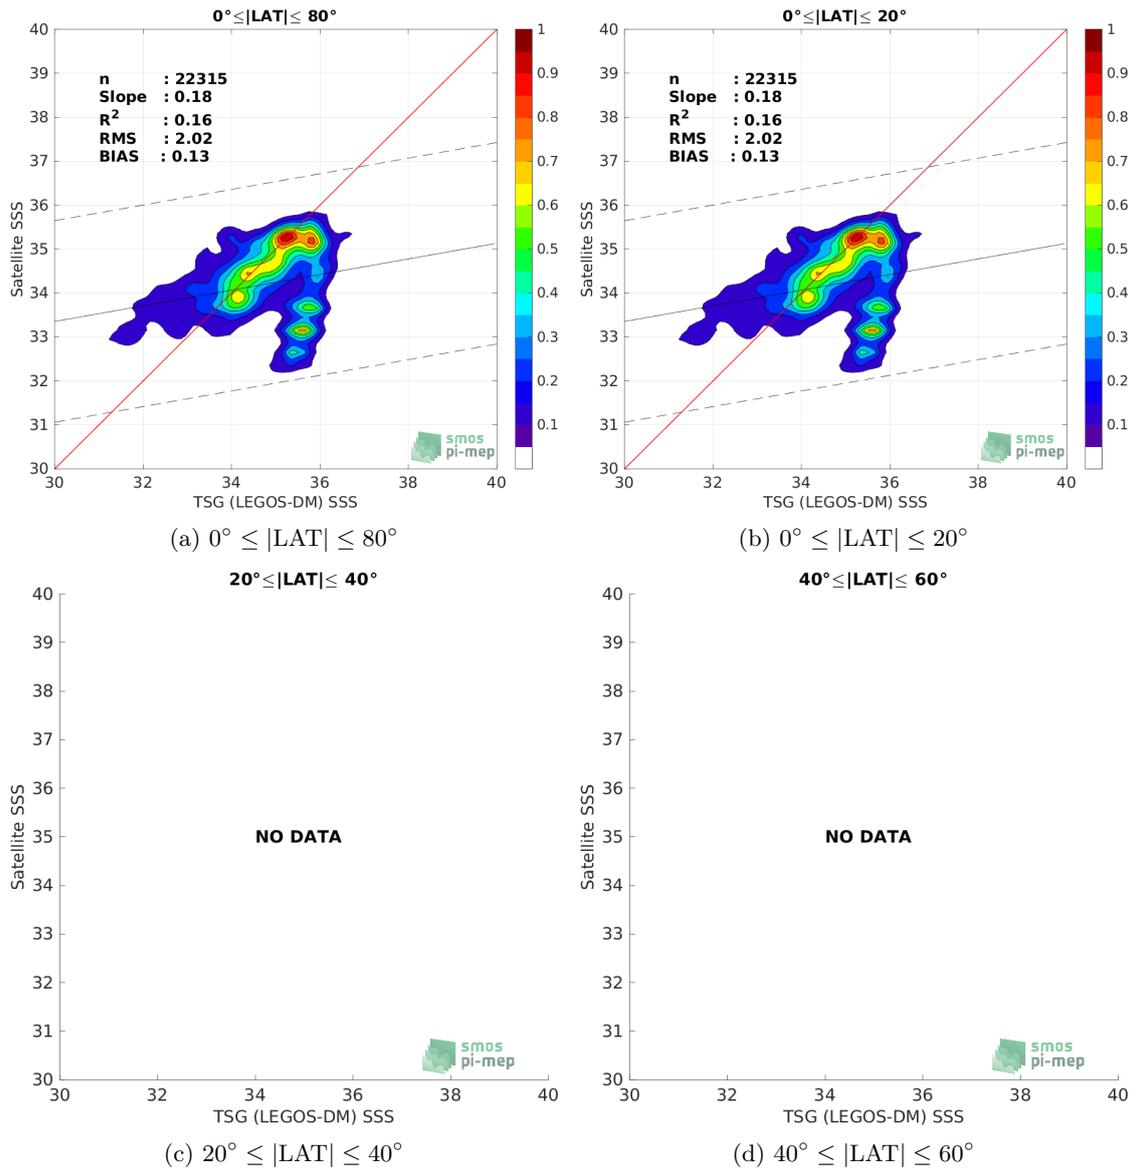 0°≤|LAT|≤ 80°
40
39
38
37
36
35
34
33
32
31
30
Satellite SSS
n : 22315
Slope : 0.18
R² : 0.16
RMS : 2.02
BIAS : 0.13
smos
pi-mep
30 32 34 36 38 40
TSG (LEGOS-DM) SSS
1
0.9
0.8
0.7
0.6
0.5
0.4
0.3
0.2
0.1
(a) 0° ≤ |LAT| ≤ 80°
0°≤|LAT|≤ 20°
40
39
38
37
36
35
34
33
32
31
30
Satellite SSS
n : 22315
Slope : 0.18
R² : 0.16
RMS : 2.02
BIAS : 0.13
smos
pi-mep
30 32 34 36 38 40
TSG (LEGOS-DM) SSS
1
0.9
0.8
0.7
0.6
0.5
0.4
0.3
0.2
0.1
(b) 0° ≤ |LAT| ≤ 20°
20°≤|LAT|≤ 40°
40
39
38
37
36
35
34
33
32
31
30
Satellite SSS
NO DATA
smos
pi-mep
30 32 34 36 38 40
TSG (LEGOS-DM) SSS
(c) 20° ≤ |LAT| ≤ 40°
40°≤|LAT|≤ 60°
40
39
38
37
36
35
34
33
32
31
30
Satellite SSS
NO DATA
smos
pi-mep
30 32 34 36 38 40
TSG (LEGOS-DM) SSS
(d) 40° ≤ |LAT| ≤ 60°